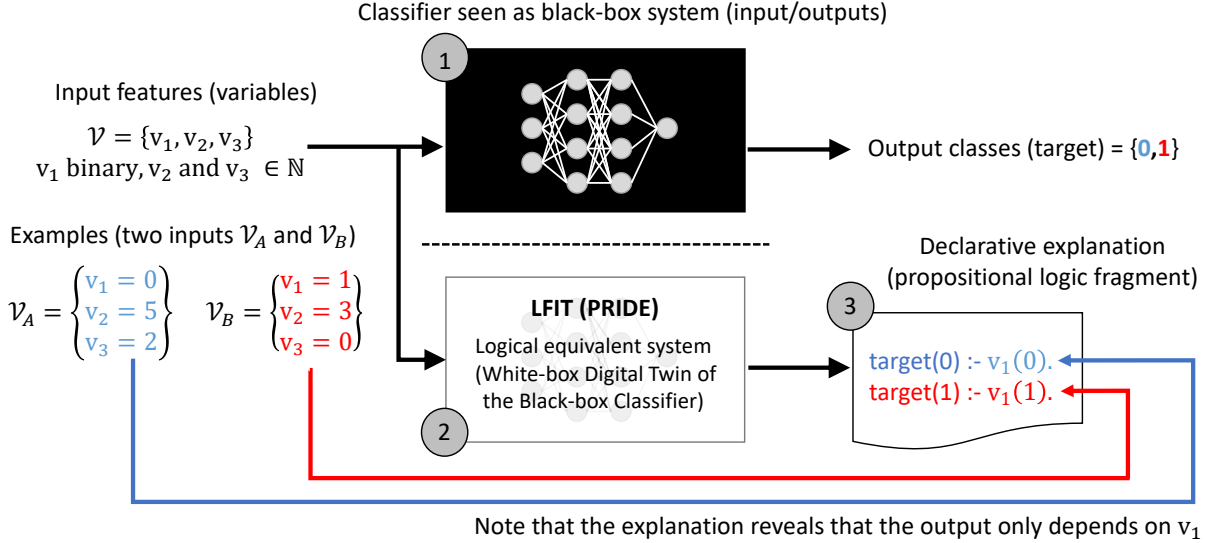 Classifier seen as black-box system (input/outputs)
1
Input features (variables)
𝒱 = {v₁, v₂, v₃}
v₁ binary, v₂ and v₃ ∈ ℕ
Output classes (target) = {0,1}
Examples (two inputs 𝒱_A and 𝒱_B)
𝒱_A = {v₁ = 0
v₂ = 5
v₃ = 2}
𝒱_B = {v₁ = 1
v₂ = 3
v₃ = 0}
LFIT (PRIDE)
Logical equivalent system
(White-box Digital Twin of
the Black-box Classifier)
2
Declarative explanation
(propositional logic fragment)
3
target(0) :- v₁(0).
target(1) :- v₁(1).
Note that the explanation reveals that the output only depends on v₁